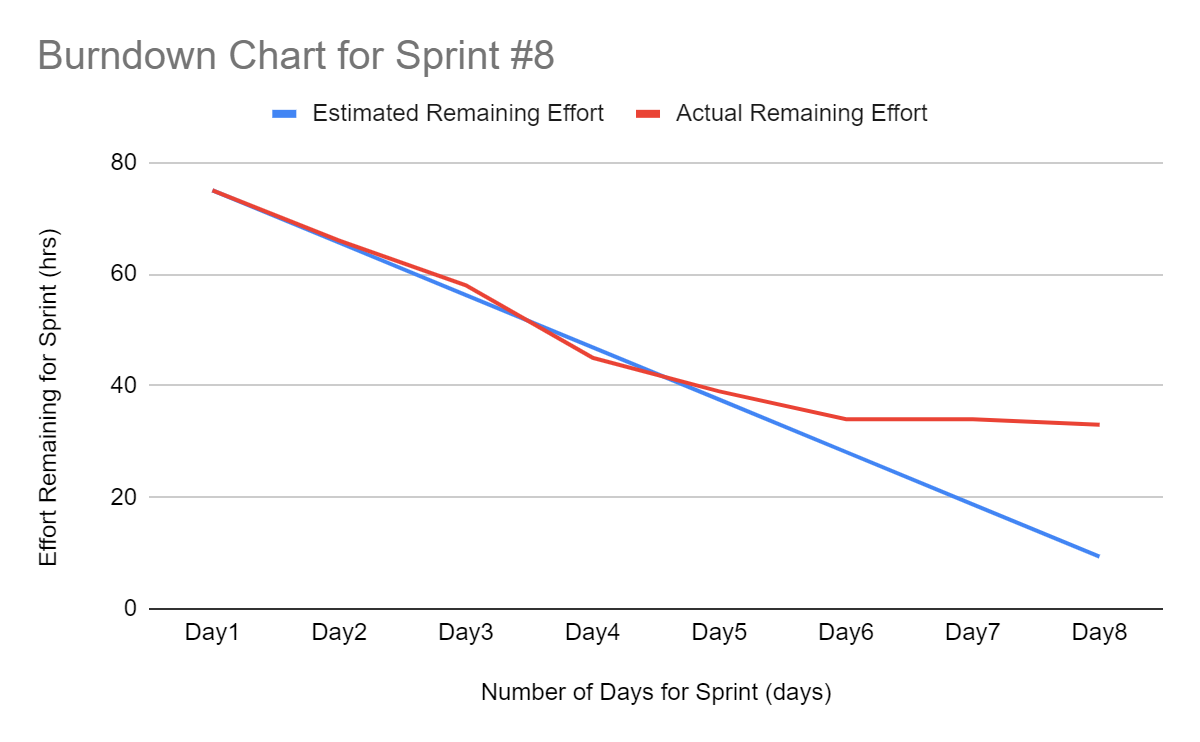 Burndown Chart for Sprint #8
Estimated Remaining Effort Actual Remaining Effort
Effort Remaining for Sprint (hrs)
80
60
40
20
0
Day1 Day2 Day3 Day4 Day5 Day6 Day7 Day8
Number of Days for Sprint (days)